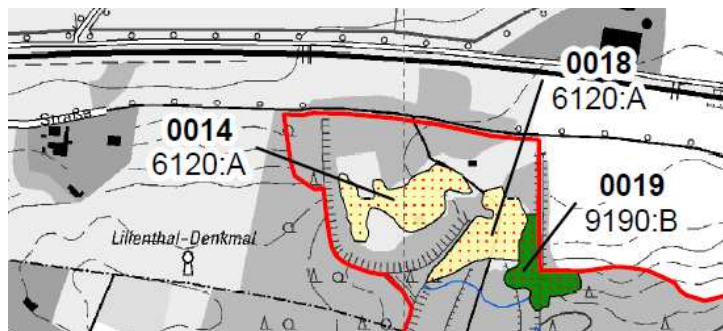 0018
6120:A
Straße
0014
6120:A
0019
9190:B
Lilienthal-Denkmal